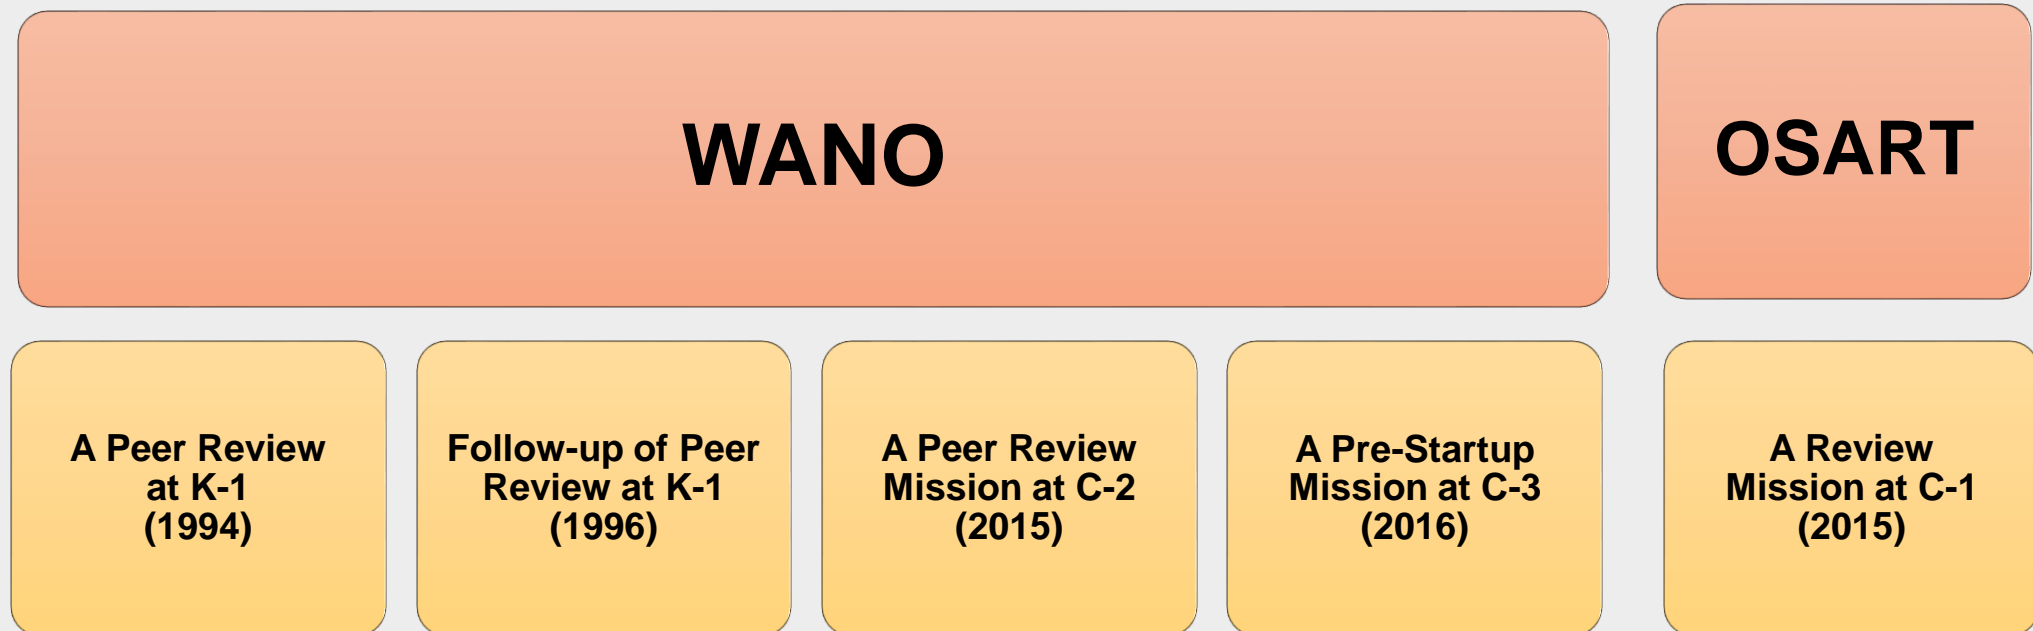 WANO
OSART
A Peer Review
at K-1
(1994)
Follow-up of Peer
Review at K-1
(1996)
A Peer Review
Mission at C-2
(2015)
A Pre-Startup
Mission at C-3
(2016)
A Review
Mission at C-1
(2015)